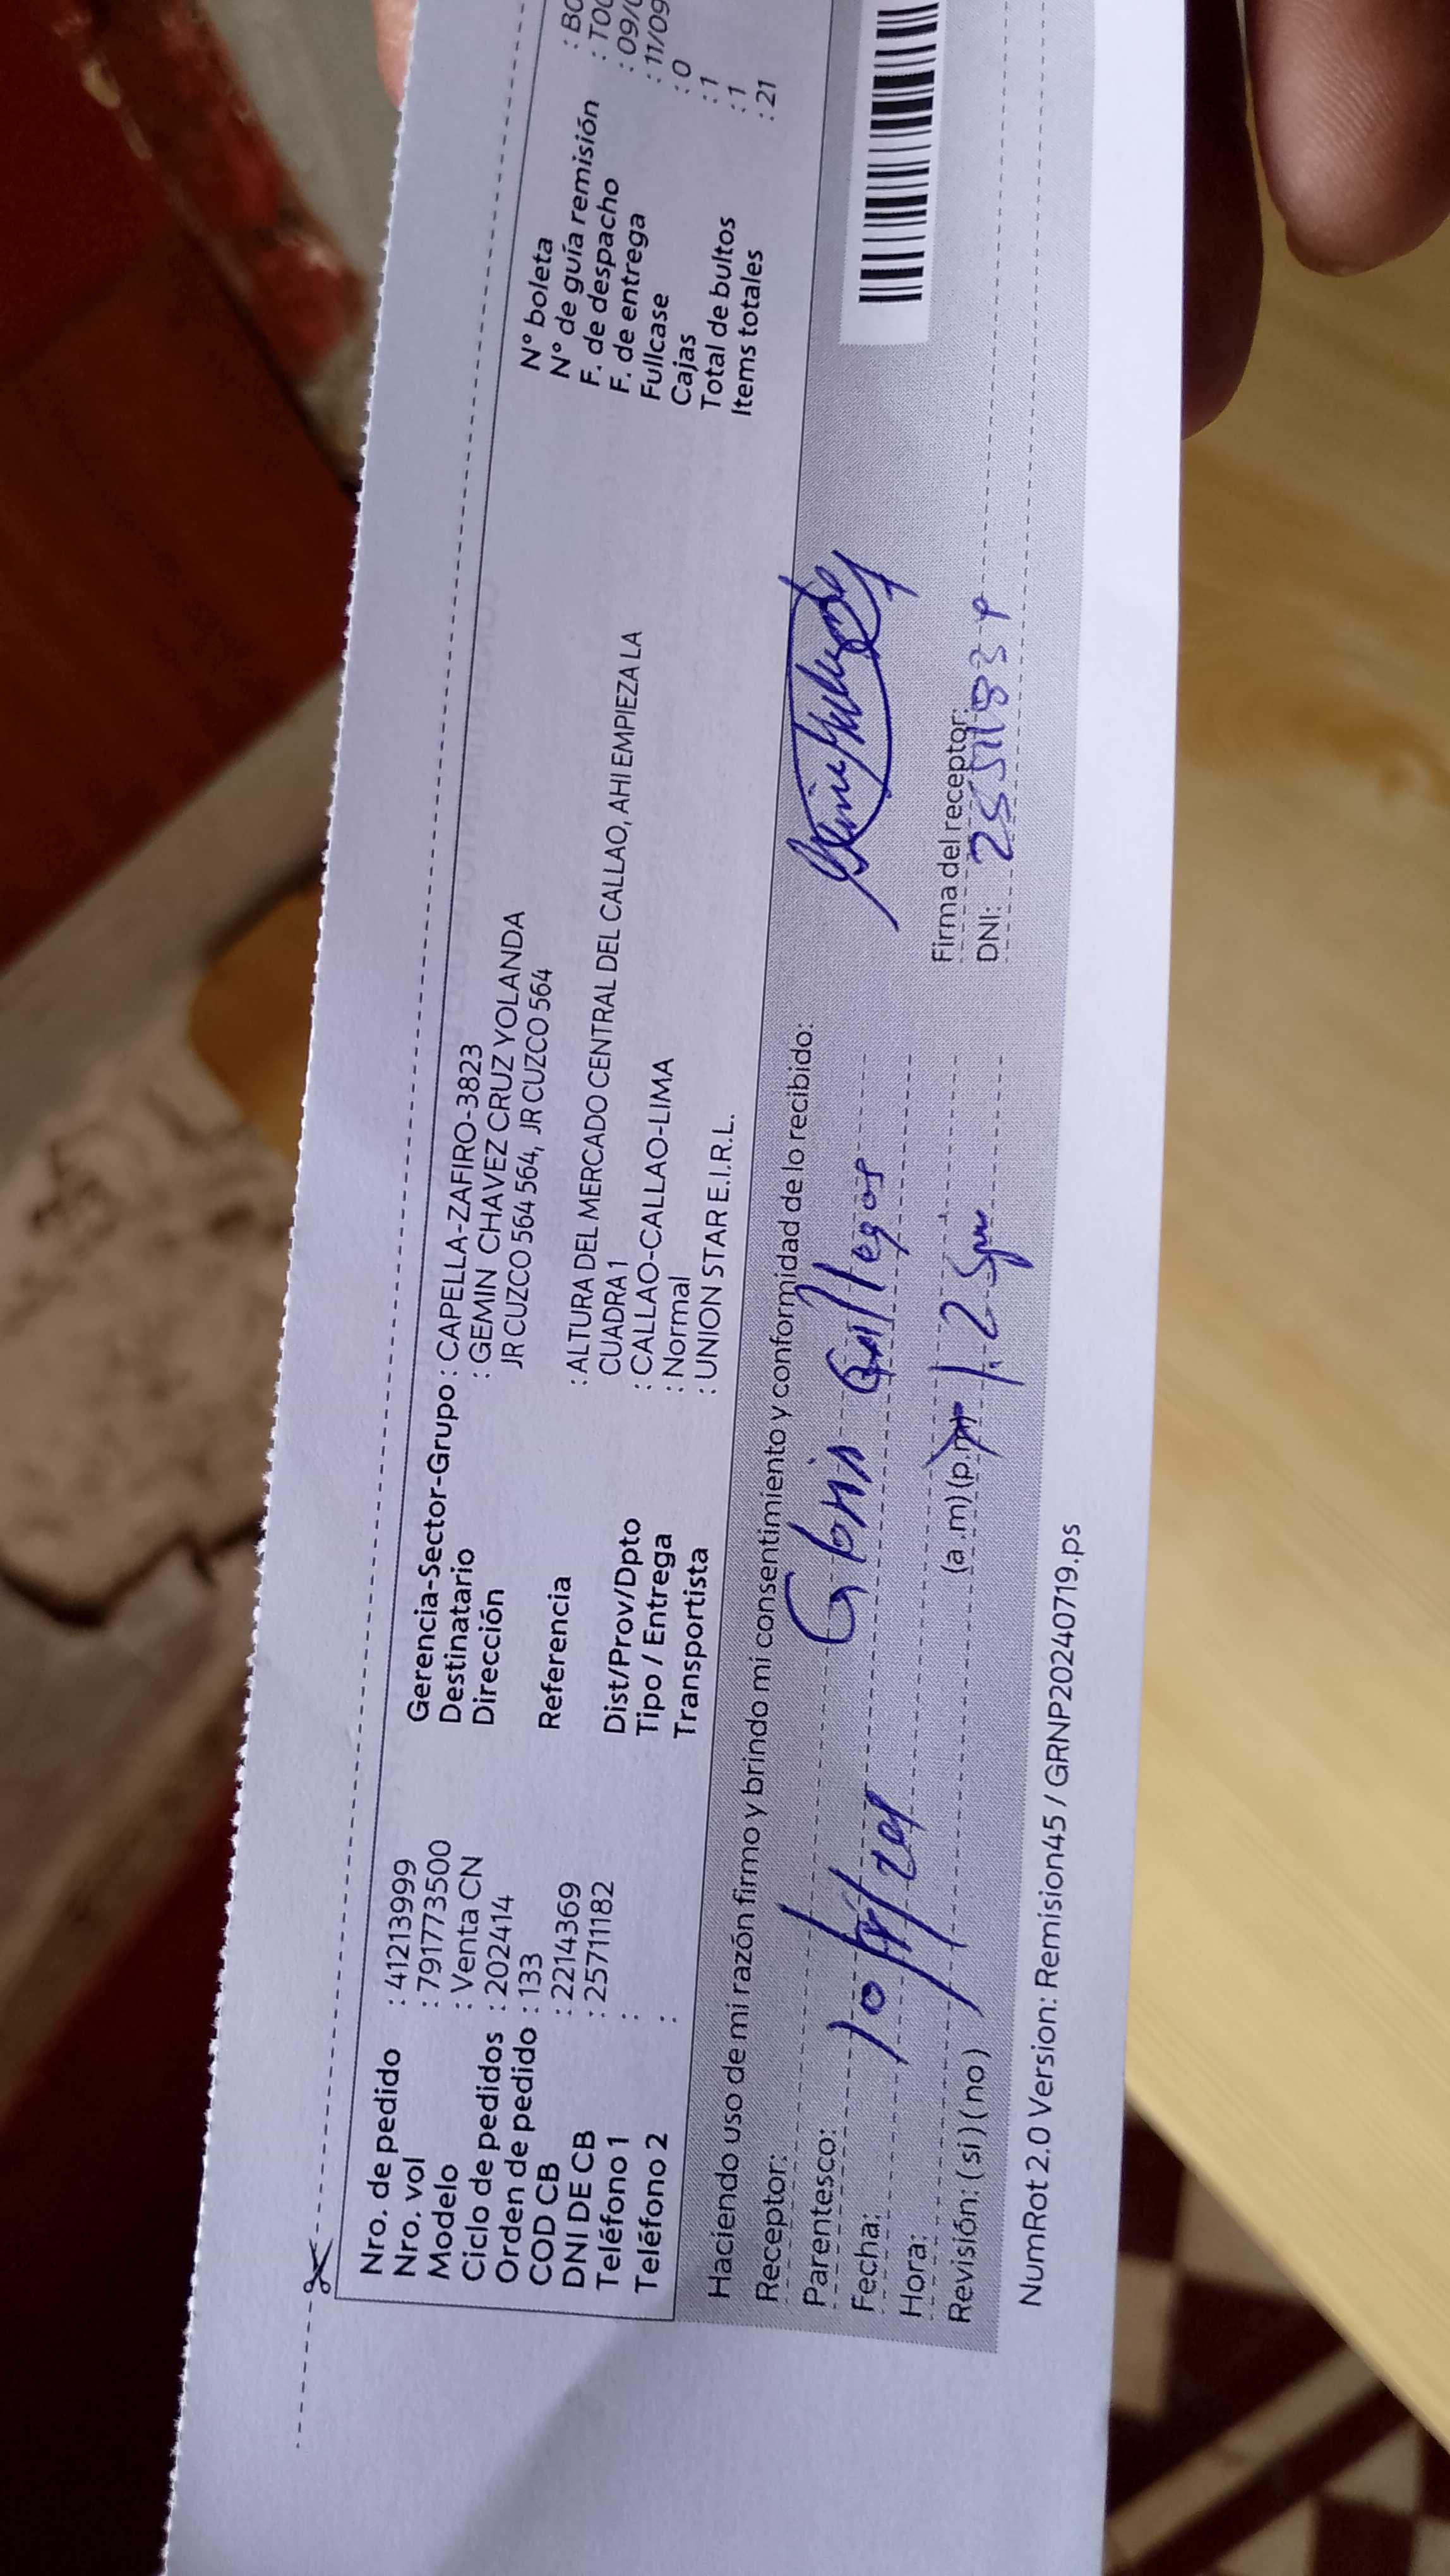 Nro. de pedido : 41213999
Nro. vol : 791773500
Modelo : Venta CN
Ciclo de pedidos : 202414
Orden de pedido : 133
COD CB : 2214369
DNI DE CB : 25711182
Teléfono 1 :
Teléfono 2 :
Gerencia-Sector-Grupo : CAPELLA-ZAFIRO-3823
Destinatario : GEMIN CHAVEZ CRUZ YOLANDA
Dirección JR CUZCO 564 564, JR CUZCO 564
Referencia : ALTURA DEL MERCADO CENTRAL DEL CALLAO, AHI EMPIEZA LA
CUADRA 1
Dist/Prov/Dpto : CALLAO-CALLAO-LIMA
Tipo / Entrega : Normal
Transportista : UNION STAR E.I.R.L.
N° boleta
N° de guía remisión
F. de despacho
F. de entrega : 11/09
Fullcase : 0
Cajas : 1
Total de bultos : 1
Items totales : 21
Haciendo uso de mi razón firmo y brindo mi consentimiento y conformidad de lo recibido:
Receptor: Gallegos
Parentesco:
Fecha:
Hora: (a .m) (p.m)
Revisión: ( si ) ( no )
Firma del receptor:
DNI:
NumRot 2.0 Version: Remision45 / GRNP20240719.ps